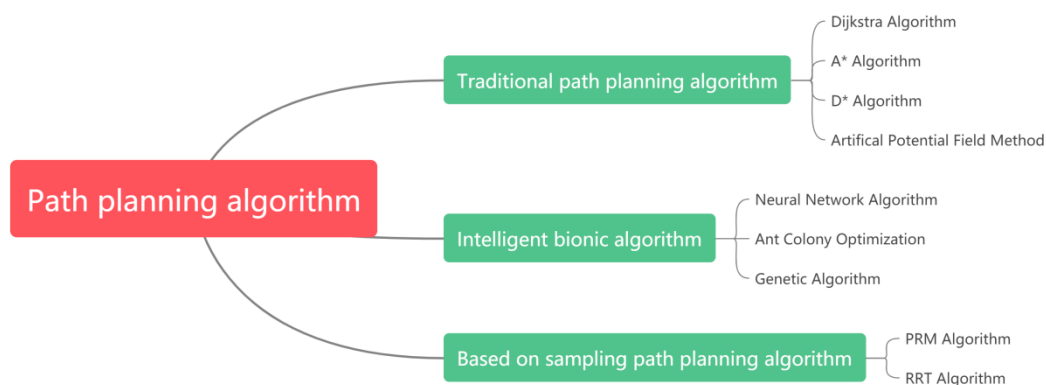 Path planning algorithm
Traditional path planning algorithm
Dijkstra Algorithm
A* Algorithm
D* Algorithm
Artifical Potential Field Method
Intelligent bionic algorithm
Neural Network Algorithm
Ant Colony Optimization
Genetic Algorithm
Based on sampling path planning algorithm
PRM Algorithm
RRT Algorithm